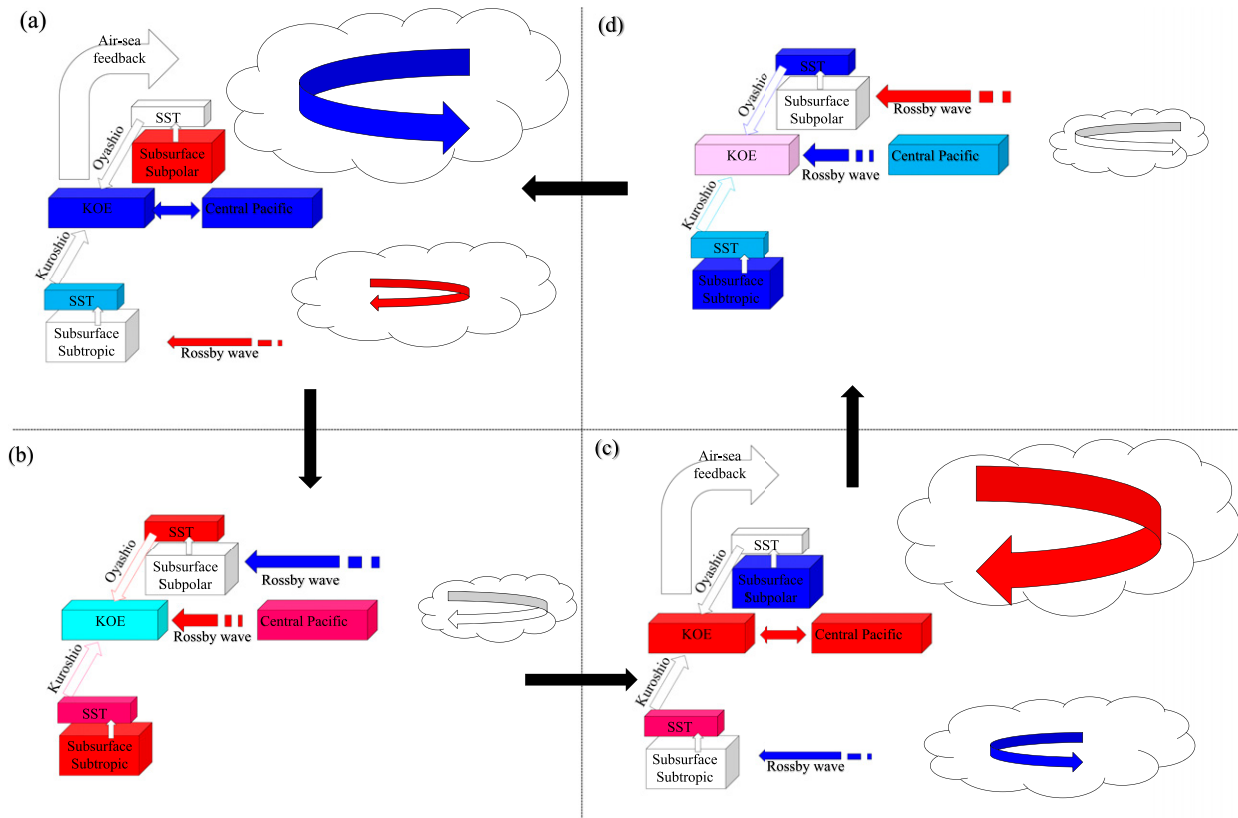 (a)
Air-sea
feedback
SST
Oyashio
Subsurface
Subpolar
KOE
Central Pacific
Kuroshio
SST
Subsurface
Subtropic
Rossby wave
(d)
SST
Oyashio
Subsurface
Subpolar
Rossby wave
KOE
Rossby wave
Central Pacific
Kuroshio
SST
Subsurface
Subtropic
(b)
SST
Oyashio
Subsurface
Subpolar
Rossby wave
KOE
Rossby wave
Central Pacific
Kuroshio
SST
Subsurface
Subtropic
(c)
Air-sea
feedback
SST
Oyashio
Subsurface
Subpolar
KOE
Central Pacific
Kuroshio
SST
Subsurface
Subtropic
Rossby wave